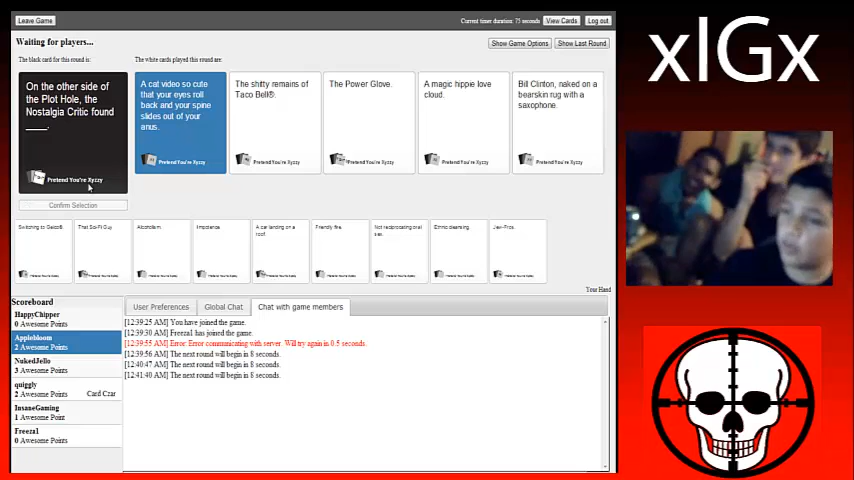 Leave Game
Current timer duration: 75 seconds
View Cards
Log out
Waiting for players...
Show Game Options
Show Last Round
The black card for this round is:
The white cards played this round are:
On the other side of
the Plot Hole, the
Nostalgia Critic found
____.
Pretend You're Xyzzy
A cat video so cute
that your eyes roll
back and your spine
slides out of your
anus.
Pretend You're Xyzzy
The shitty remains of
Taco Bell®.
Pretend You're Xyzzy
The Power Glove.
Pretend You're Xyzzy
A magic hippie love
cloud.
Pretend You're Xyzzy
Bill Clinton, naked on a
bearskin rug with a
saxophone.
Pretend You're Xyzzy
Confirm Selection
Switching to Geico®.
That Sci-Fi Guy
Alcoholism.
Impotence
A car landing on a
roof.
Friendly fire.
Not reciprocating oral
sex.
Ethnic cleansing.
Jew-Fros.
Your Hand
Scoreboard
HappyChipper
0 Awesome Points
Applebloom
2 Awesome Points
NukedJello
3 Awesome Points
quiggly
2 Awesome Points
Card Czar
InsaneGaming
1 Awesome Point
Freeza1
0 Awesome Points
User Preferences
Global Chat
Chat with game members
[12:39:25 AM] You have joined the game.
[12:39:30 AM] Freeza1 has joined the game.
[12:39:55 AM] Error: Error communicating with server. Will try again in 0.5 seconds.
[12:39:56 AM] The next round will begin in 8 seconds.
[12:40:47 AM] The next round will begin in 8 seconds.
[12:41:40 AM] The next round will begin in 8 seconds.
xIGx